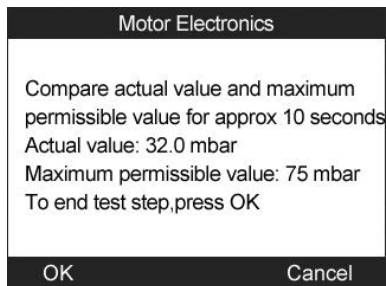 Motor Electronics
Compare actual value and maximum
permissible value for approx 10 seconds
Actual value: 32.0 mbar
Maximum permissible value: 75 mbar
To end test step,press OK
OK Cancel